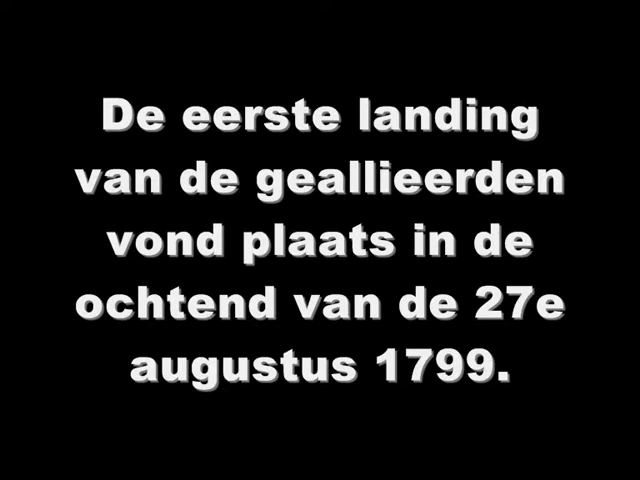 De eerste landing
van de geallieerden
vond plaats in de
ochtend van de 27e
augustus 1799.